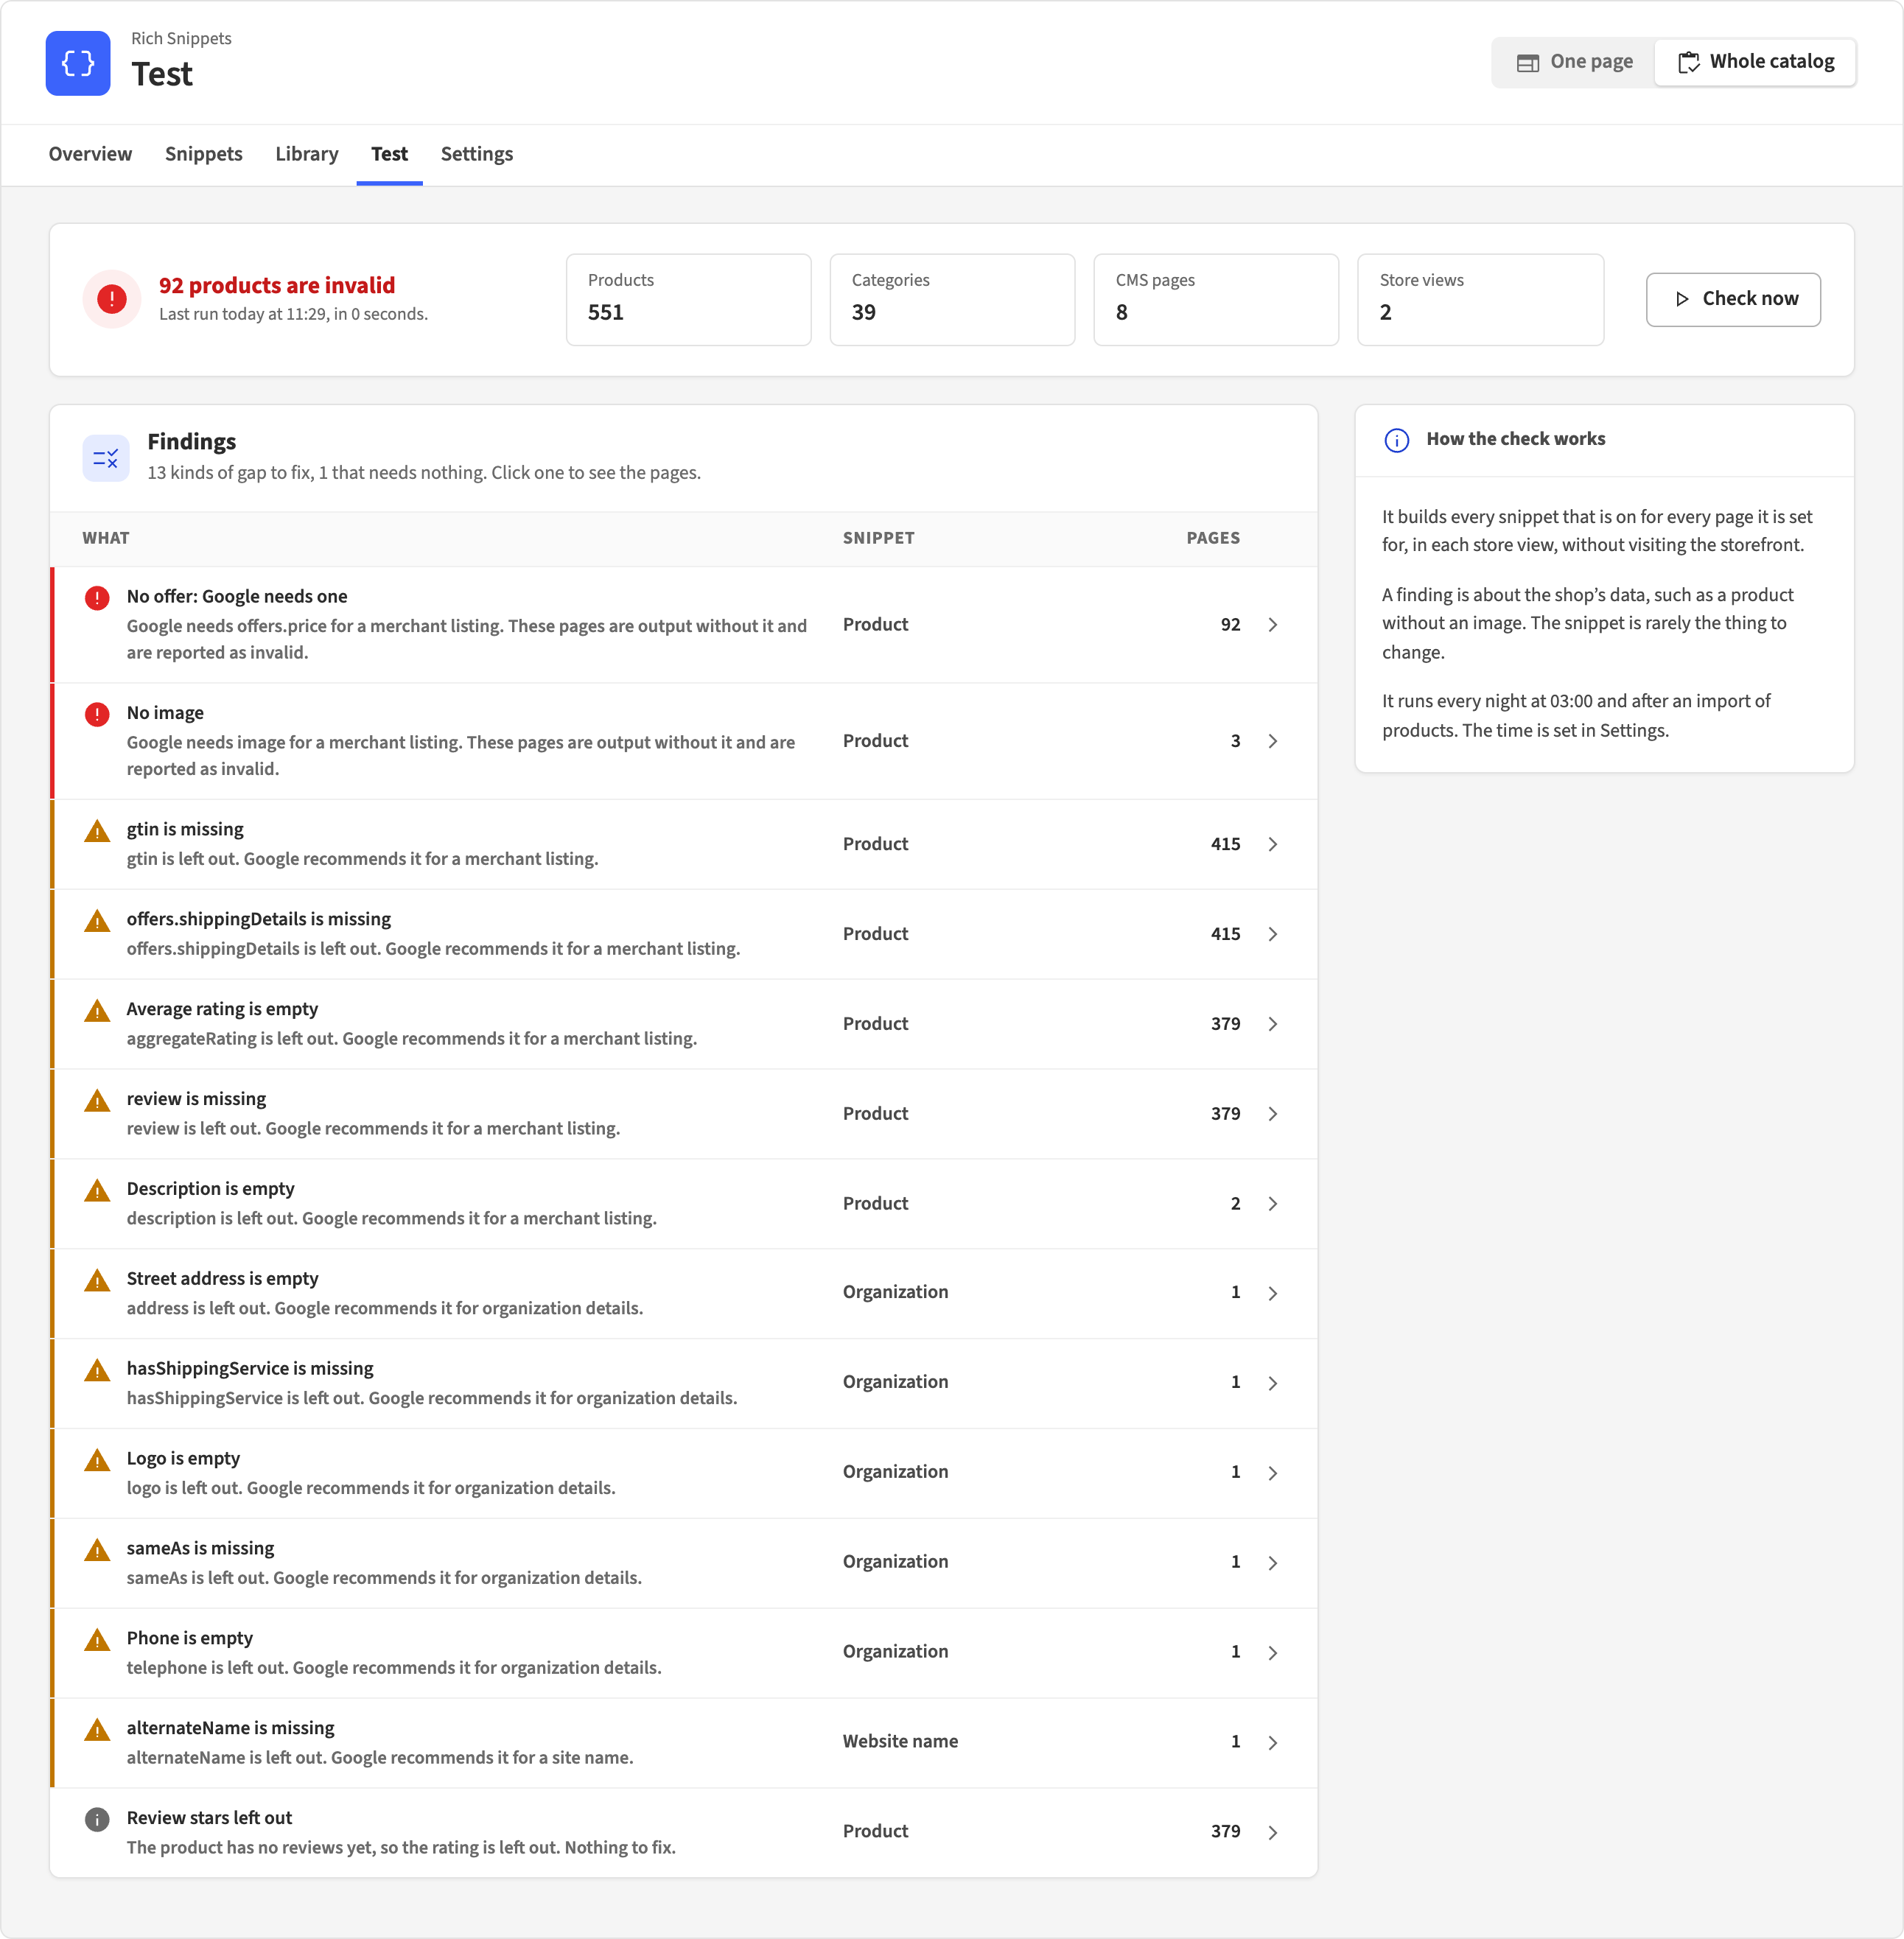 Rich Snippets
Test
One page
Whole catalog
Overview
Snippets
Library
Test
Settings
92 products are invalid
Last run today at 11:29, in 0 seconds.
Products
551
Categories
39
CMS pages
8
Store views
2
Check now
Findings
13 kinds of gap to fix, 1 that needs nothing. Click one to see the pages.
WHAT
SNIPPET
PAGES
No offer: Google needs one
Google needs offers.price for a merchant listing. These pages are output without it and
are reported as invalid.
Product
92
No image
Google needs image for a merchant listing. These pages are output without it and are
reported as invalid.
Product
3
gtin is missing
gtin is left out. Google recommends it for a merchant listing.
Product
415
offers.shippingDetails is missing
offers.shippingDetails is left out. Google recommends it for a merchant listing.
Product
415
Average rating is empty
aggregateRating is left out. Google recommends it for a merchant listing.
Product
379
review is missing
review is left out. Google recommends it for a merchant listing.
Product
379
Description is empty
description is left out. Google recommends it for a merchant listing.
Product
2
Street address is empty
address is left out. Google recommends it for organization details.
Organization
1
hasShippingService is missing
hasShippingService is left out. Google recommends it for organization details.
Organization
1
Logo is empty
logo is left out. Google recommends it for organization details.
Organization
1
sameAs is missing
sameAs is left out. Google recommends it for organization details.
Organization
1
Phone is empty
telephone is left out. Google recommends it for organization details.
Organization
1
alternateName is missing
alternateName is left out. Google recommends it for a site name.
Website name
1
Review stars left out
The product has no reviews yet, so the rating is left out. Nothing to fix.
Product
379
How the check works
It builds every snippet that is on for every page it is set
for, in each store view, without visiting the storefront.
A finding is about the shop’s data, such as a product
without an image. The snippet is rarely the thing to
change.
It runs every night at 03:00 and after an import of
products. The time is set in Settings.